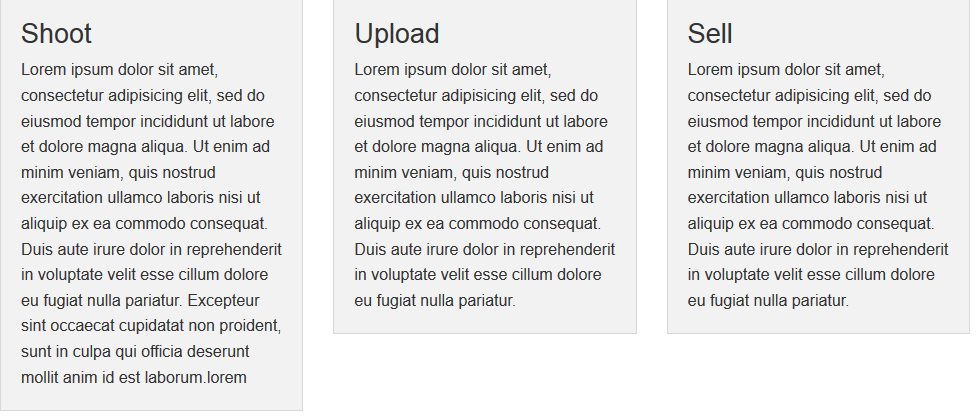 Shoot
Lorem ipsum dolor sit amet,
consectetur adipisicing elit, sed do
eiusmod tempor incididunt ut labore
et dolore magna aliqua. Ut enim ad
minim veniam, quis nostrud
exercitation ullamco laboris nisi ut
aliquip ex ea commodo consequat.
Duis aute irure dolor in reprehenderit
in voluptate velit esse cillum dolore
eu fugiat nulla pariatur. Excepteur
sint occaecat cupidatat non proident,
sunt in culpa qui officia deserunt
mollit anim id est laborum.lorem
Upload
Lorem ipsum dolor sit amet,
consectetur adipisicing elit, sed do
eiusmod tempor incididunt ut labore
et dolore magna aliqua. Ut enim ad
minim veniam, quis nostrud
exercitation ullamco laboris nisi ut
aliquip ex ea commodo consequat.
Duis aute irure dolor in reprehenderit
in voluptate velit esse cillum dolore
eu fugiat nulla pariatur.
Sell
Lorem ipsum dolor sit amet,
consectetur adipisicing elit, sed do
eiusmod tempor incididunt ut labore
et dolore magna aliqua. Ut enim ad
minim veniam, quis nostrud
exercitation ullamco laboris nisi ut
aliquip ex ea commodo consequat.
Duis aute irure dolor in reprehenderit
in voluptate velit esse cillum dolore
eu fugiat nulla pariatur.